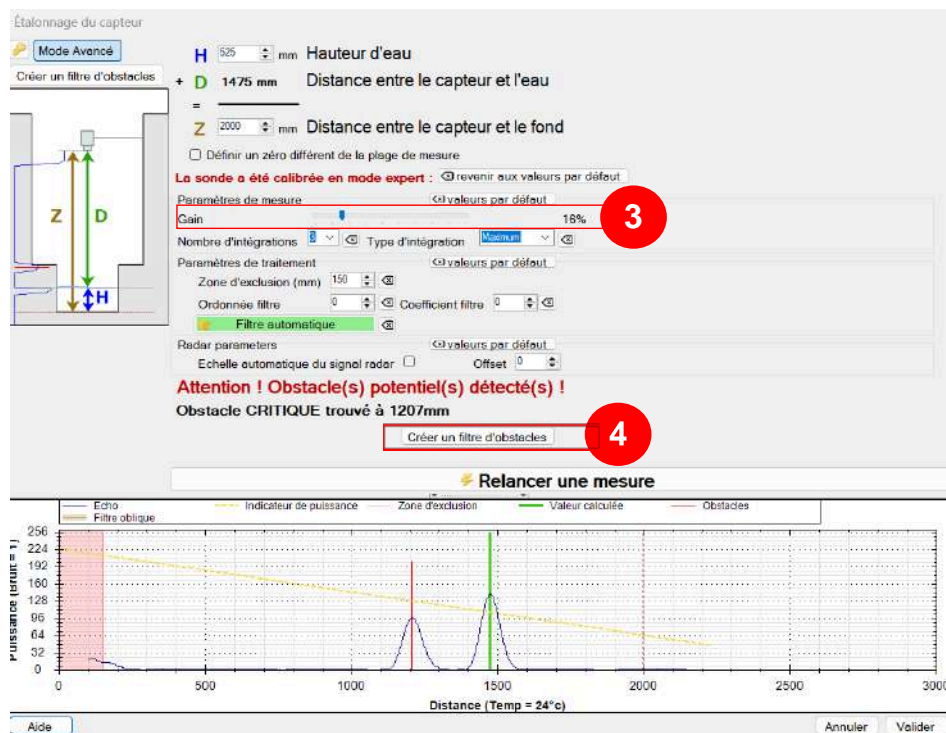 Étalonnage du capteur
Mode Avancé
Créer un filtre d'obstacles
H 525 mm Hauteur d'eau
+ D 1475 mm Distance entre le capteur et l'eau
=
Z 2000 mm Distance entre le capteur et le fond
Définir un zéro différent de la plage de mesure
La sonde a été calibrée en mode expert : revenir aux valeurs par défaut
Paramètres de mesure valeurs par défaut
Gain 16% 3
Nombre d'intégrations Type d'intégration Maximum
Paramètres de traitement valeurs par défaut
Zone d'exclusion (mm) 150
Ordonnée filtre 0 Coefficient filtre 0
Filtre automatique
Radar parameters valeurs par défaut
Echelle automatique du signal radar Offset 0
Z D
H
Attention ! Obstacle(s) potentiel(s) détecté(s) !
Obstacle CRITIQUE trouvé à 1207mm
Créer un filtre d'obstacles 4
Relancer une mesure
Echo Indicateur de puissance Zone d'exclusion Valeur calculée Obstacles
Filtre oblique
Puissance (Bruit = 1)
256
224
192
160
128
96
64
32
0
0 500 1000 1500 2000 2500 3000
Distance (Temp = 24°c)
Aide Annuler Valider